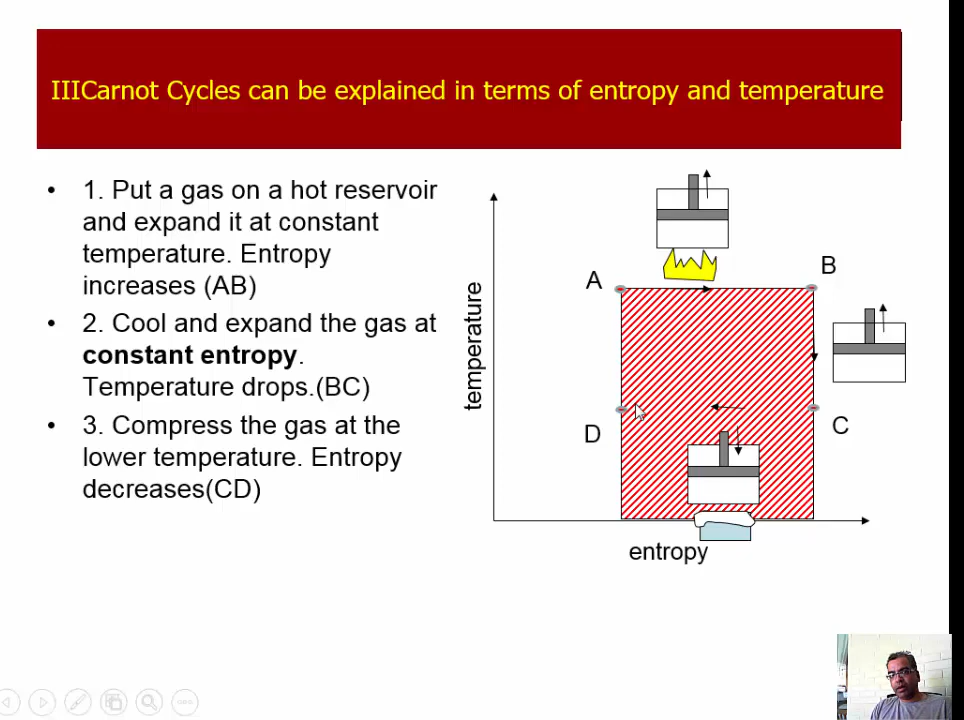 IIICarnot Cycles can be explained in terms of entropy and temperature
• 1. Put a gas on a hot reservoir
and expand it at constant
temperature. Entropy
increases (AB)
• 2. Cool and expand the gas at
constant entropy.
Temperature drops.(BC)
• 3. Compress the gas at the
lower temperature. Entropy
decreases(CD)
temperature
A
B
D
C
entropy